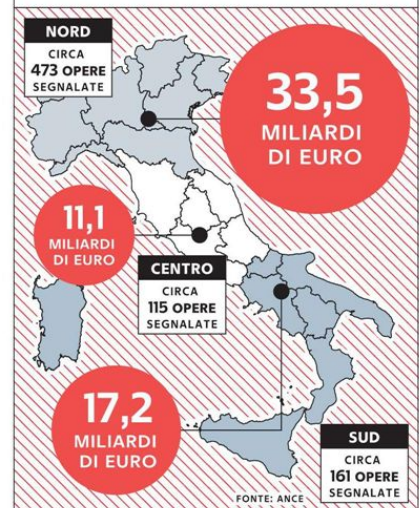 NORD
CIRCA
473 OPERE
SEGNALATE
33,5
MILIARDI
DI EURO
11,1
MILIARDI
DI EURO
CENTRO
CIRCA
115 OPERE
SEGNALATE
17,2
MILIARDI
DI EURO
SUD
CIRCA
161 OPERE
SEGNALATE
FONTE: ANCE